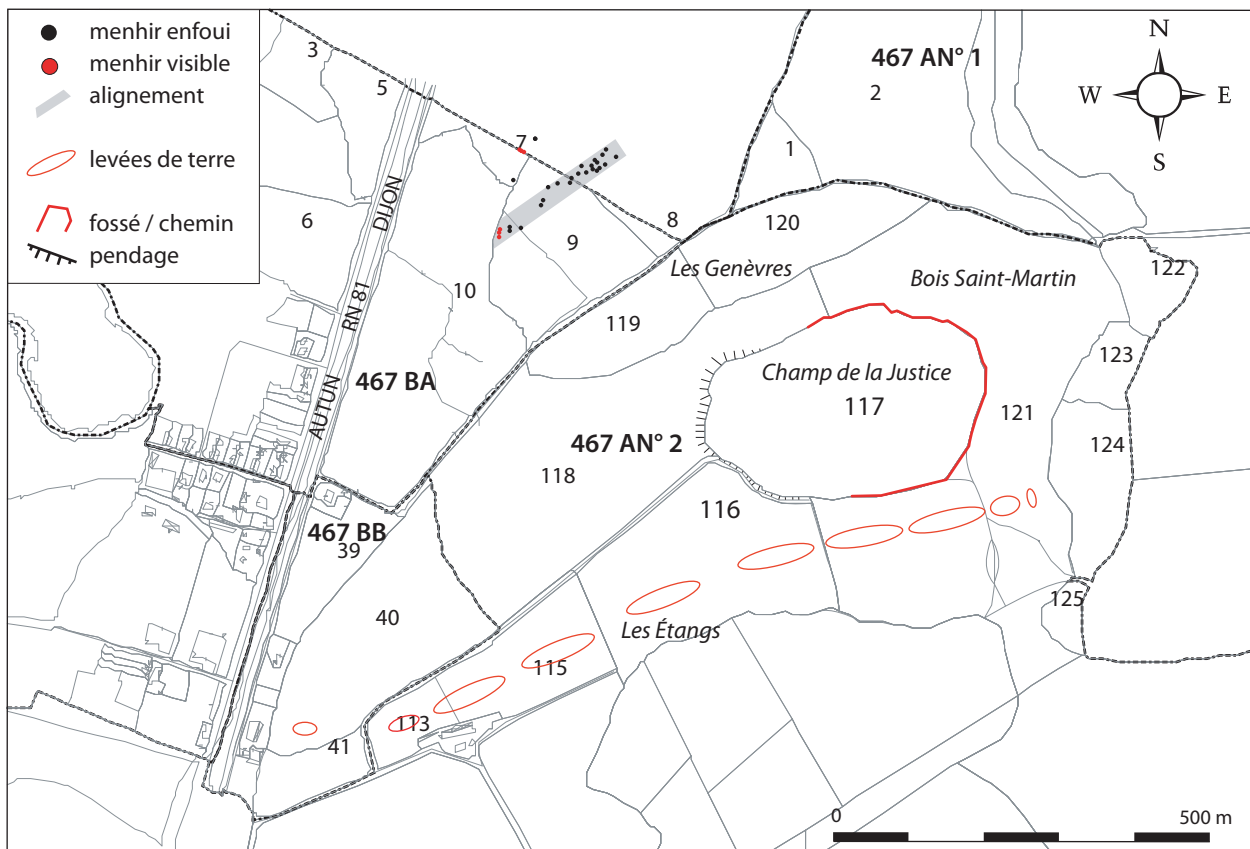 menhir enfoui
menhir visible
alignement
levées de terre
fossé / chemin
pendage
N
W E
S
467 AN° 1
3
5
2
7
1
6
DIJON
RN 81
AUTUN
8
9
10
120
Les Genèvres
Bois Saint-Martin
122
119
123
467 BA
Champ de la Justice
117
121
467 AN° 2
124
118
116
467 BB
39
40
125
Les Étangs
115
113
41
0 500 m